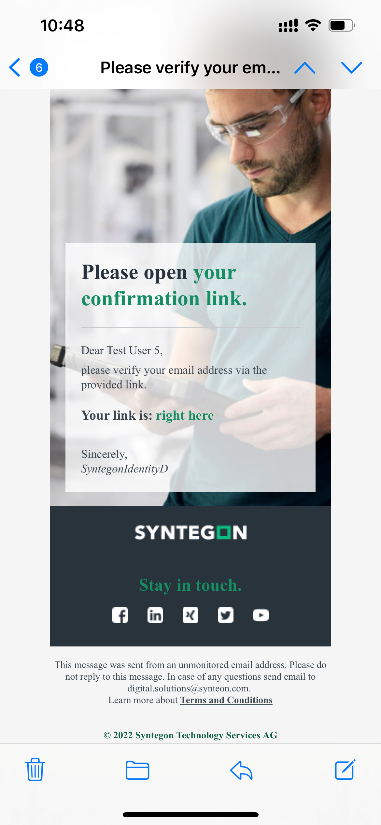 10:48
6
Please verify your em...
Please open your
confirmation link.
Dear Test User 5,
please verify your email address via the
provided link.
Your link is: right here
Sincerely,
SyntegonIdentityD
SYNTEGON
Stay in touch.
This message was sent from an unmonitored email address. Please do
not reply to this message. In case of any questions send email to
digital.solutions@synteon.com.
Learn more about Terms and Conditions
© 2022 Syntegon Technology Services AG